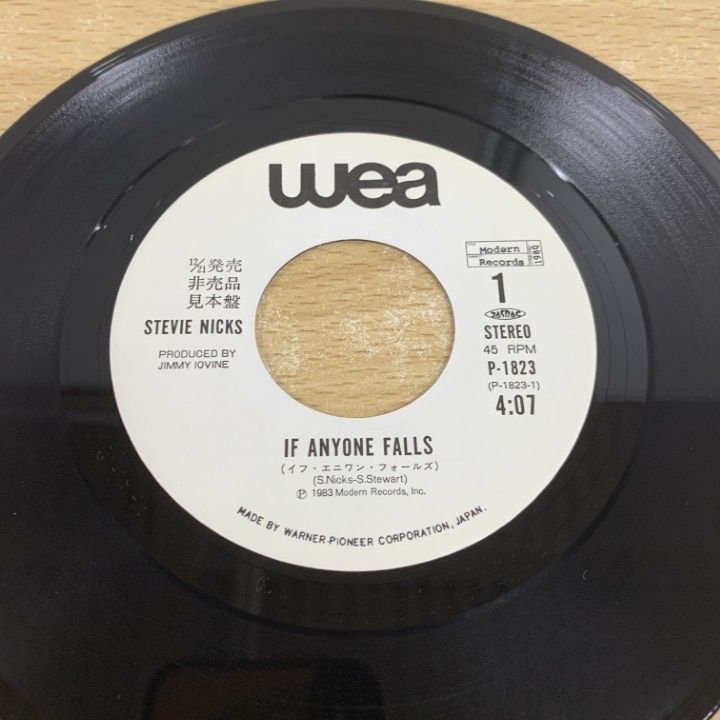 wea
12/21発売
非売品
見本盤
STEVIE NICKS
PRODUCED BY
JIMMY IOVINE
Modern
Records
1980
1
STEREO
45 RPM
P-1823
(P-1823-1)
4:07
IF ANYONE FALLS
(イフ・エニワン・フォールズ)
(S.Nicks-S.Stewart)
Ⓟ 1983 Modern Records, Inc.
MADE BY WARNER-PIONEER CORPORATION, JAPAN.